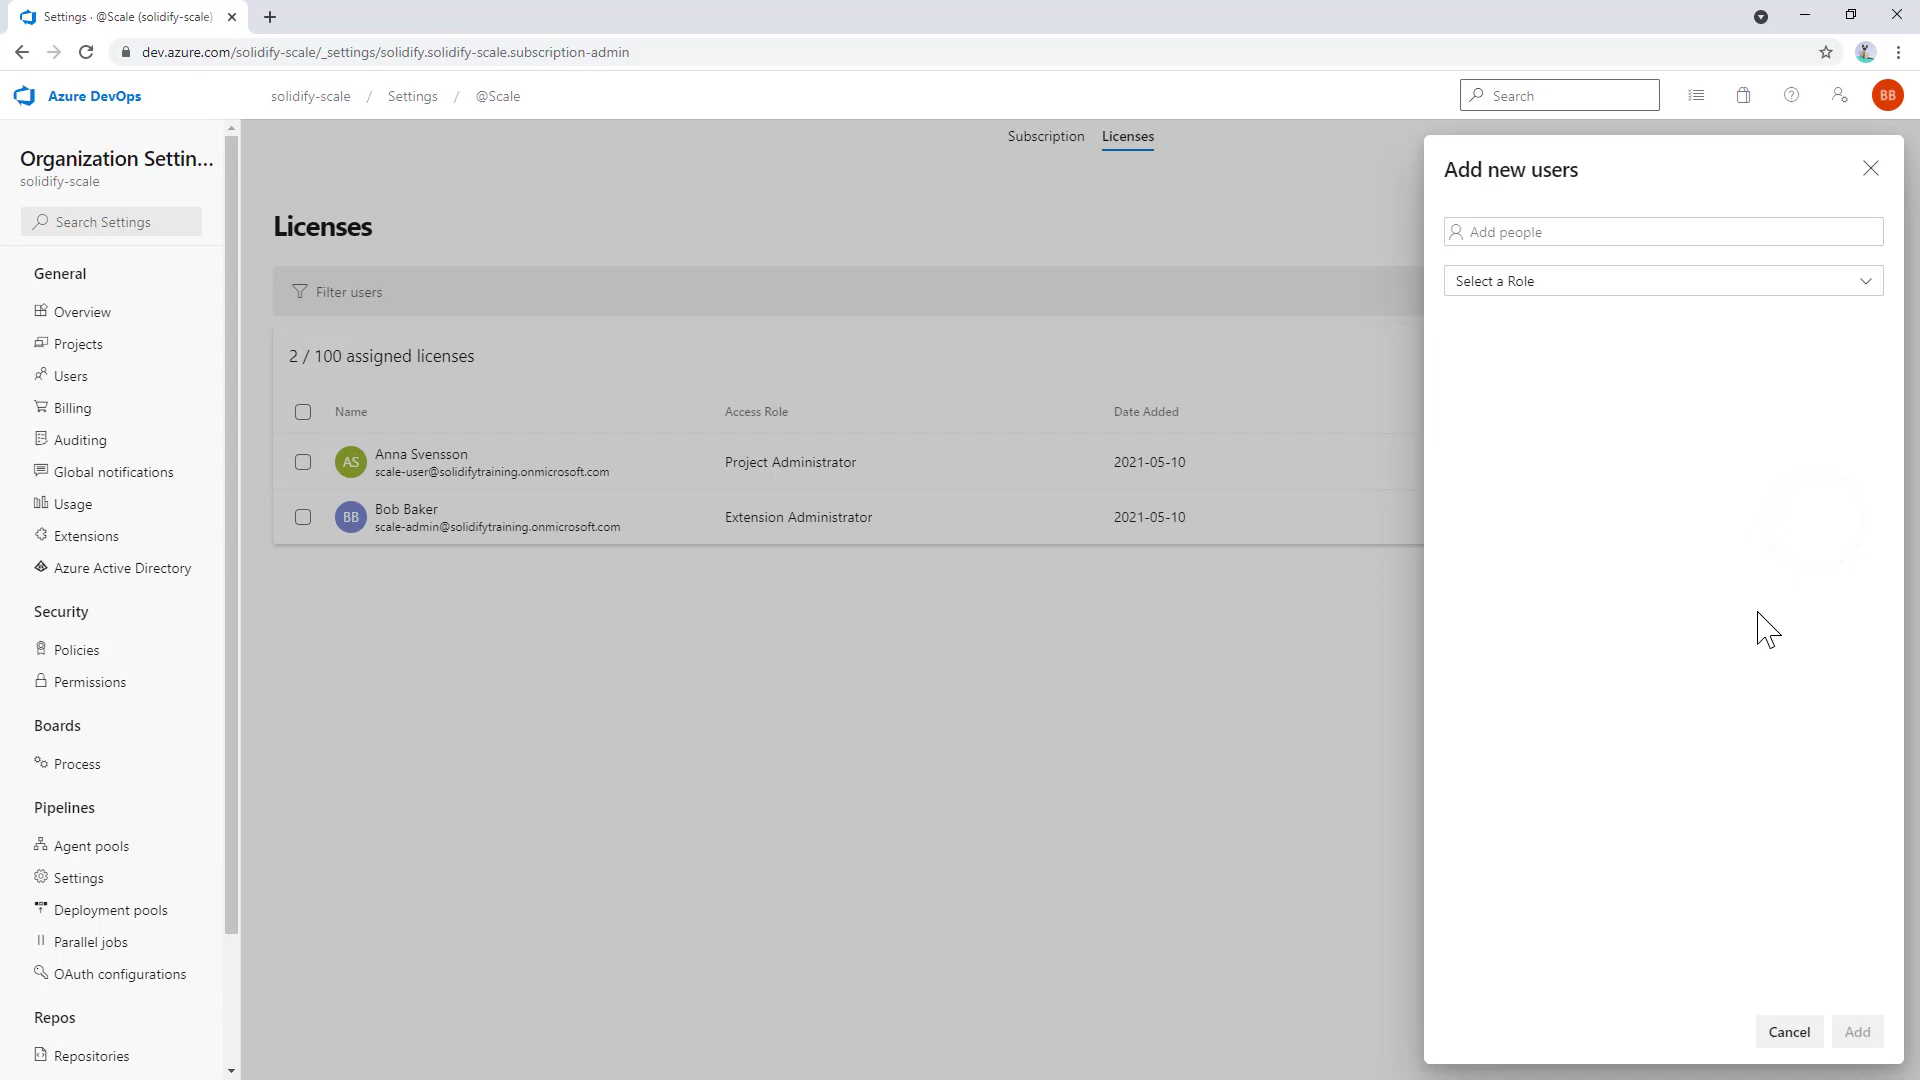 Settings · @Scale (solidify-scale)
dev.azure.com/solidify-scale/_settings/solidify.solidify-scale.subscription-admin
Azure DevOps
solidify-scale / Settings / @Scale
Search
BB
Organization Settin...
solidify-scale
Search Settings
General
Overview
Projects
Users
Billing
Auditing
Global notifications
Usage
Extensions
Azure Active Directory
Security
Policies
Permissions
Boards
Process
Pipelines
Agent pools
Settings
Deployment pools
Parallel jobs
OAuth configurations
Repos
Repositories
Subscription Licenses
Licenses
Filter users
2 / 100 assigned licenses
Name Access Role Date Added
AS Anna Svensson Project Administrator 2021-05-10
scale-user@solidifytraining.onmicrosoft.com
BB Bob Baker Extension Administrator 2021-05-10
scale-admin@solidifytraining.onmicrosoft.com
Add new users
Add people
Select a Role
Cancel Add